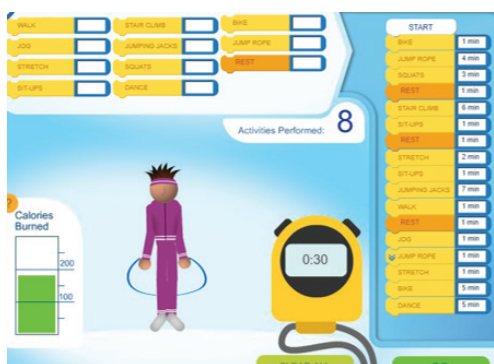 WALK
STAIR CLIMB
BIKE
JOG
JUMPING JACKS
JUMP ROPE
STRETCH
SQUATS
REST
SIT-UPS
DANCE
Activities Performed: 8
START
BIKE 1 min
JUMP ROPE 4 min
SQUATS 3 min
REST 1 min
STAIR CLIMB 6 min
SIT-UPS 1 min
REST 1 min
STRETCH 2 min
SIT-UPS 1 min
JUMPING JACKS 7 min
WALK 1 min
REST 1 min
JOG 1 min
JUMP ROPE 1 min
STRETCH 1 min
BIKE 5 min
DANCE 5 min
?
Calories
Burned
200
100
0:30